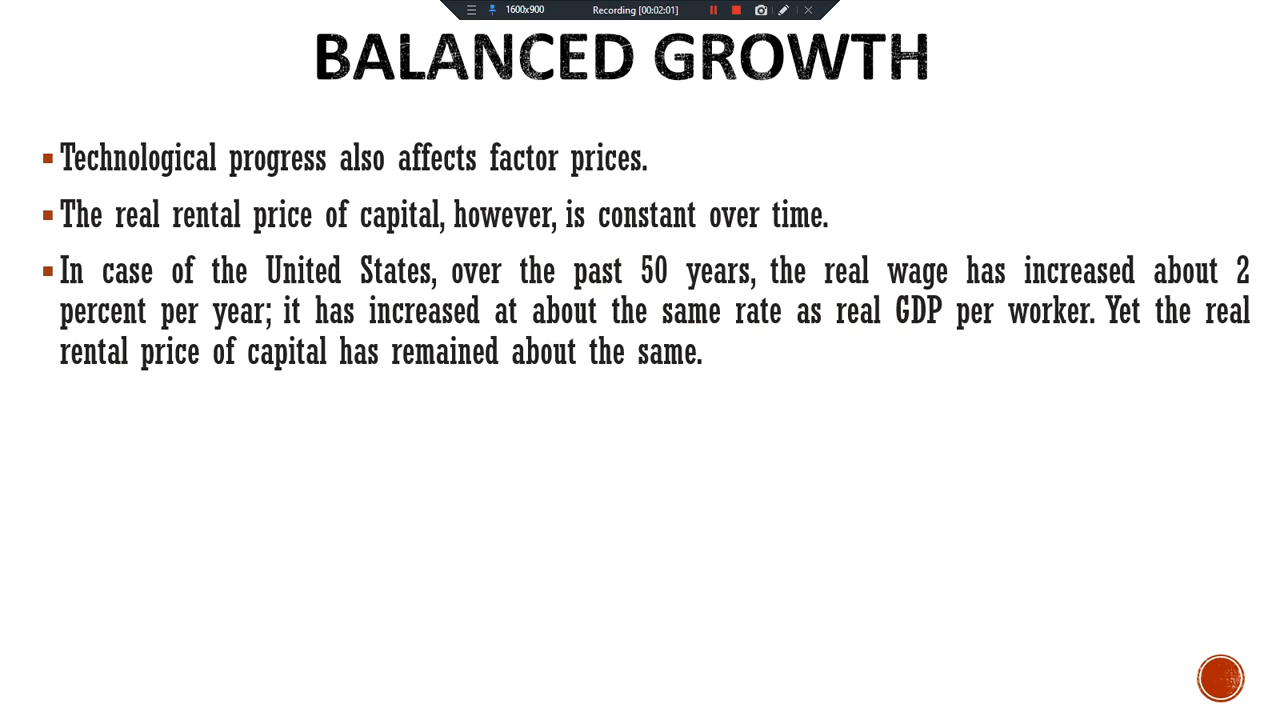 1600x900 Recording [00:02:01]
BALANCED GROWTH
Technological progress also affects factor prices.
The real rental price of capital, however, is constant over time.
In case of the United States, over the past 50 years, the real wage has increased about 2
percent per year; it has increased at about the same rate as real GDP per worker. Yet the real
rental price of capital has remained about the same.